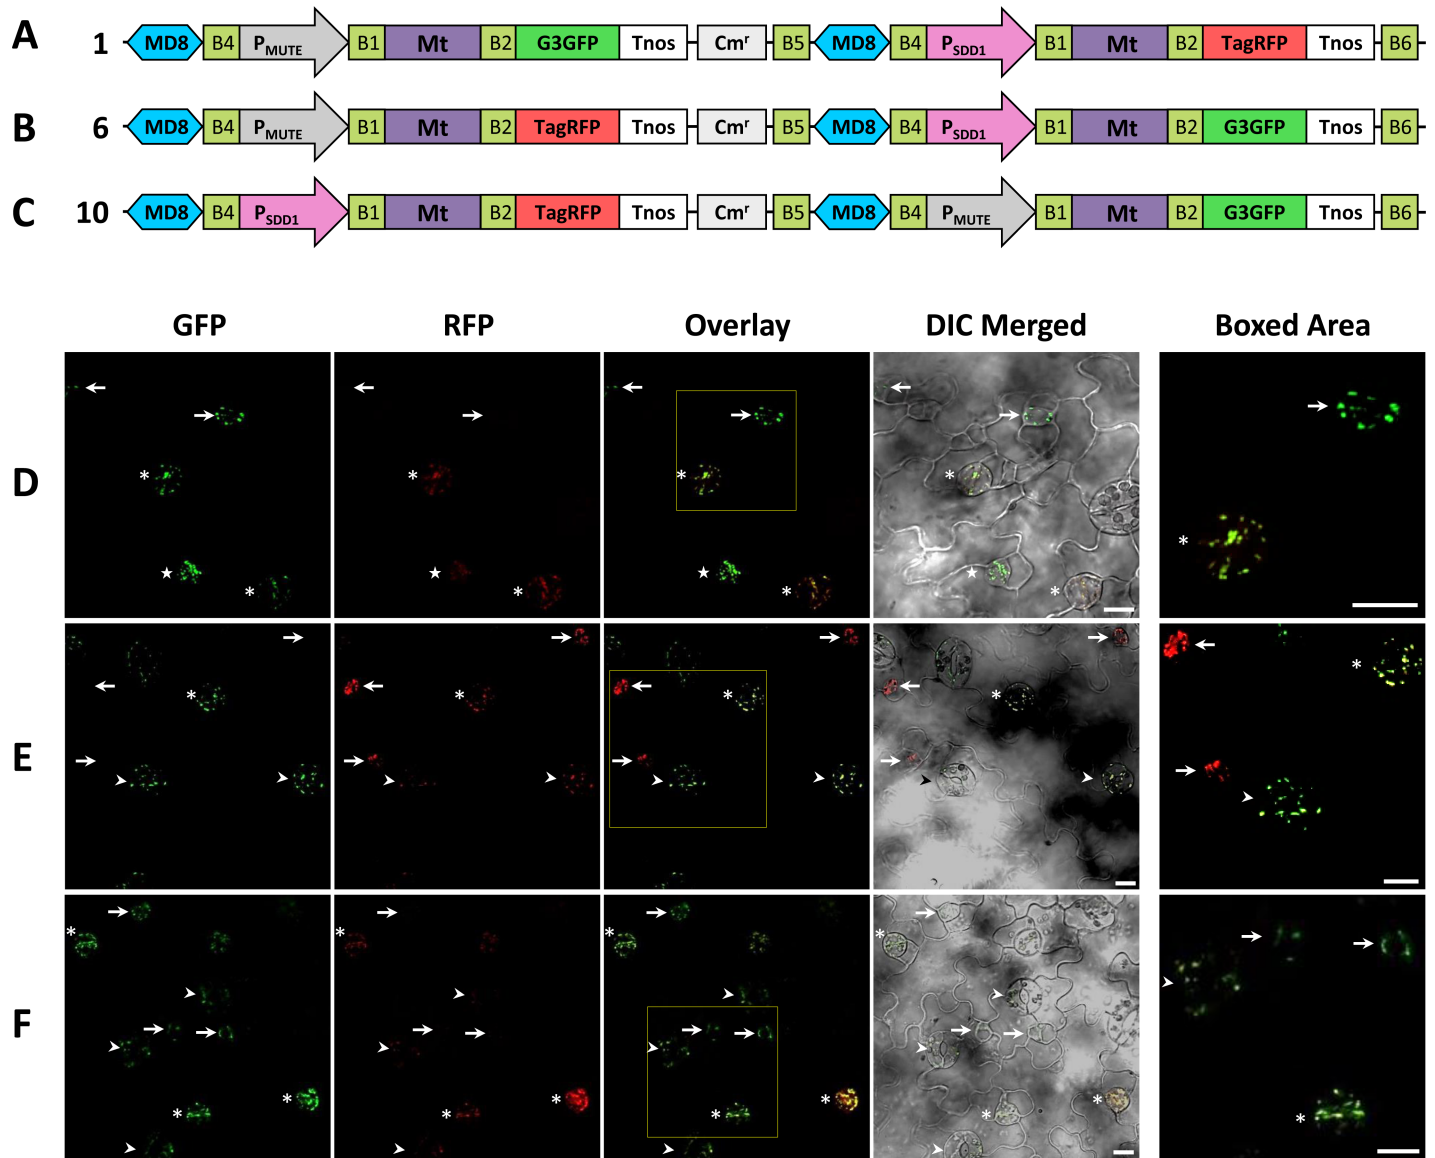 A 1 MD8 B4 PMUTE B1 Mt B2 G3GFP Tnos Cmr B5 MD8 B4 PSDD1 B1 Mt B2 TagRFP Tnos B6
B 6 MD8 B4 PMUTE B1 Mt B2 TagRFP Tnos Cmr B5 MD8 B4 PSDD1 B1 Mt B2 G3GFP Tnos B6
C 10 MD8 B4 PSDD1 B1 Mt B2 TagRFP Tnos Cmr B5 MD8 B4 PMUTE B1 Mt B2 G3GFP Tnos B6
GFP RFP Overlay DIC Merged Boxed Area
D
E
F